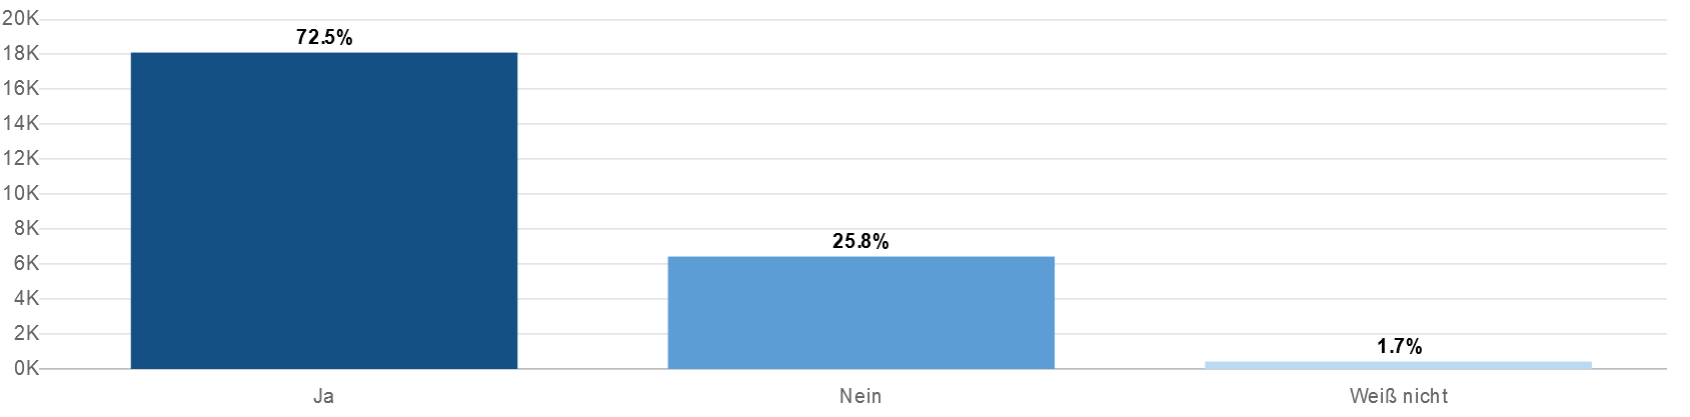 20K
72.5%
18K
16K
14K
12K
10K
8K
25.8%
6K
4K
2K
1.7%
0K
Ja Nein Weiß nicht